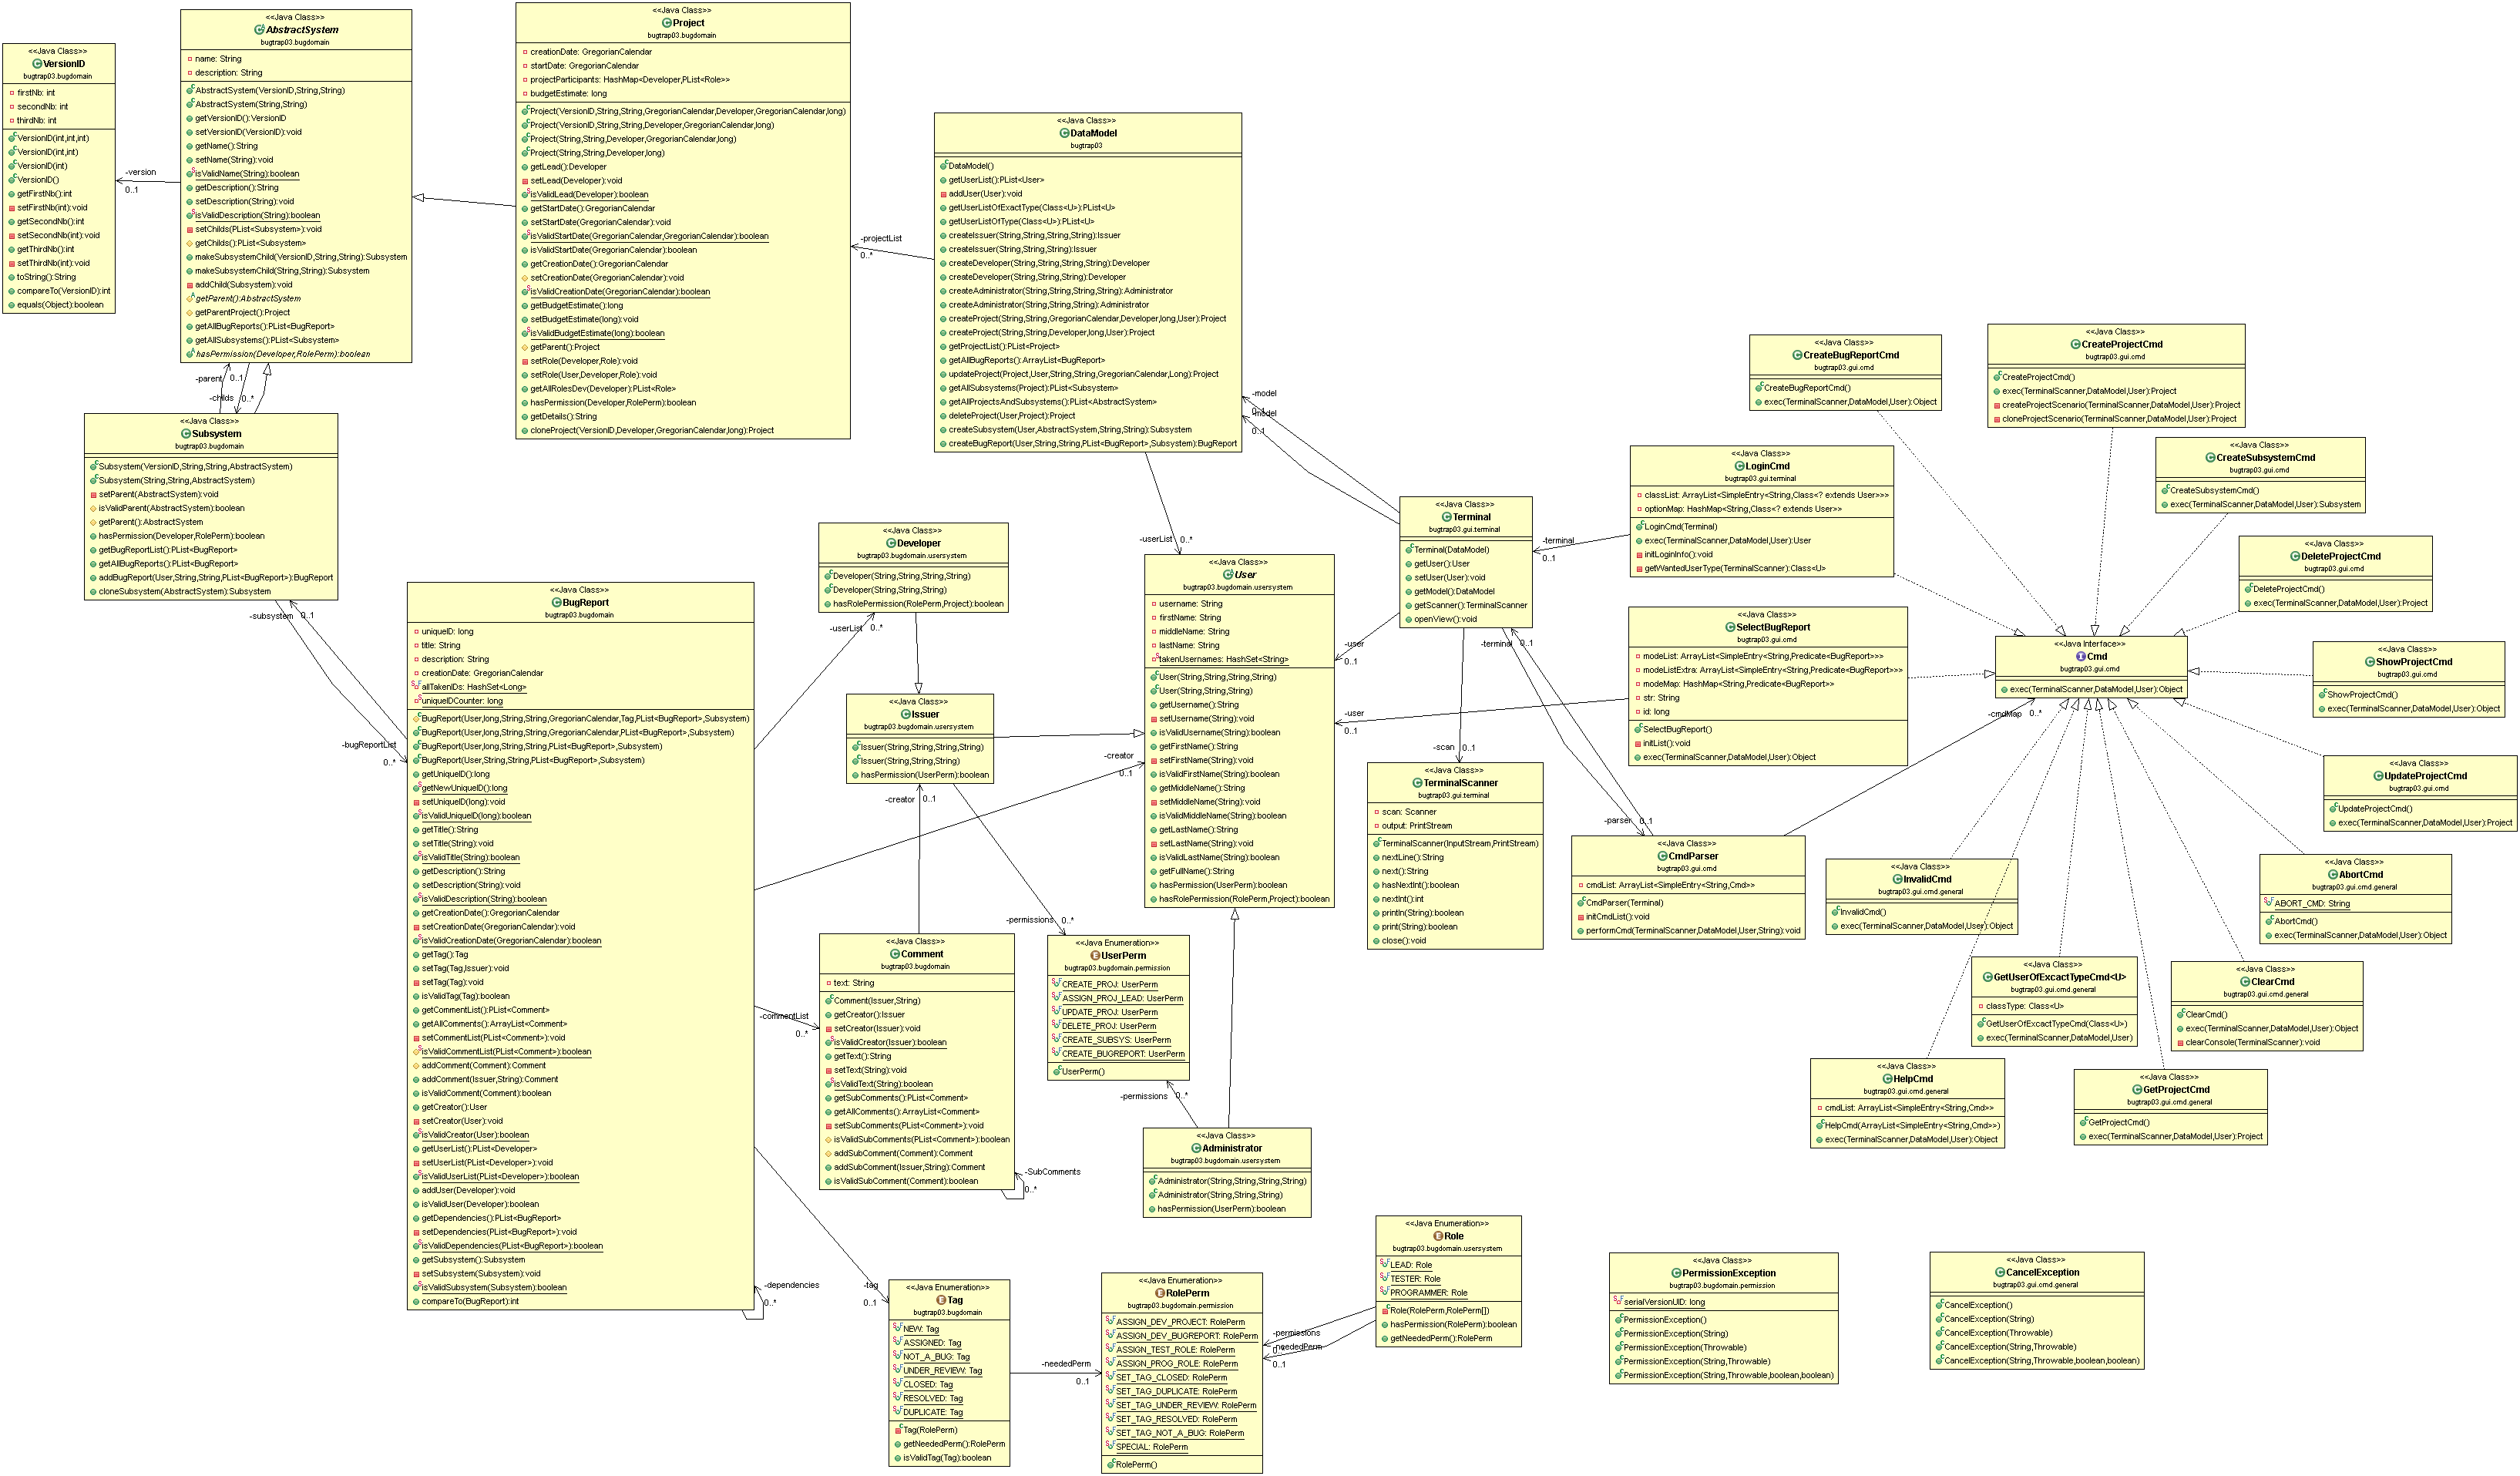 <<Java Class>>
VersionID
bugtrap03.bugdomain
firstNb: int
secondNb: int
thirdNb: int
VersionID(int,int,int)
VersionID(int,int)
VersionID(int)
VersionID()
getFirstNb():int
setFirstNb(int):void
getSecondNb():int
setSecondNb(int):void
getThirdNb():int
setThirdNb(int):void
toString():String
compareTo(VersionID):int
equals(Object):boolean
-version
0..1
<<Java Class>>
AbstractSystem
bugtrap03.bugdomain
name: String
description: String
AbstractSystem(VersionID,String,String)
AbstractSystem(String,String)
getVersionID():VersionID
setVersionID(VersionID):void
getName():String
setName(String):void
isValidName(String):boolean
getDescription():String
setDescription(String):void
isValidDescription(String):boolean
setChilds(PList<Subsystem>):void
getChilds():PList<Subsystem>
makeSubsystemChild(VersionID,String,String):Subsystem
makeSubsystemChild(String,String):Subsystem
addChild(Subsystem):void
getParent():AbstractSystem
getParentProject():Project
getAllBugReports():PList<BugReport>
getAllSubsystems():PList<Subsystem>
hasPermission(Developer,RolePerm):boolean
-parent
0..1
-childs
0..*
<<Java Class>>
Subsystem
bugtrap03.bugdomain
Subsystem(VersionID,String,String,AbstractSystem)
Subsystem(String,String,AbstractSystem)
setParent(AbstractSystem):void
isValidParent(AbstractSystem):boolean
getParent():AbstractSystem
hasPermission(Developer,RolePerm):boolean
getBugReportList():PList<BugReport>
getAllBugReports():PList<BugReport>
addBugReport(User,String,String,PList<BugReport>):BugReport
cloneSubsystem(AbstractSystem):Subsystem
-subsystem
0..1
-bugReportList
0..*
<<Java Class>>
Project
bugtrap03.bugdomain
creationDate: GregorianCalendar
startDate: GregorianCalendar
projectParticipants: HashMap<Developer,PList<Role>>
budgetEstimate: long
Project(VersionID,String,String,GregorianCalendar,Developer,GregorianCalendar,long)
Project(VersionID,String,String,Developer,GregorianCalendar,long)
Project(String,String,Developer,GregorianCalendar,long)
Project(String,String,Developer,long)
getLead():Developer
setLead(Developer):void
isValidLead(Developer):boolean
getStartDate():GregorianCalendar
setStartDate(GregorianCalendar):void
isValidStartDate(GregorianCalendar,GregorianCalendar):boolean
isValidStartDate(GregorianCalendar):boolean
getCreationDate():GregorianCalendar
setCreationDate(GregorianCalendar):void
isValidCreationDate(GregorianCalendar):boolean
getBudgetEstimate():long
setBudgetEstimate(long):void
isValidBudgetEstimate(long):boolean
getParent():Project
setRole(Developer,Role):void
setRole(User,Developer,Role):void
getAllRolesDev(Developer):PList<Role>
hasPermission(Developer,RolePerm):boolean
getDetails():String
cloneProject(VersionID,Developer,GregorianCalendar,long):Project
-projectList
0..*
<<Java Class>>
DataModel
bugtrap03
DataModel()
getUserList():PList<User>
addUser(User):void
getUserListOfExactType(Class<U>):PList<U>
getUserListOfType(Class<U>):PList<U>
createIssuer(String,String,String,String):Issuer
createIssuer(String,String,String):Issuer
createDeveloper(String,String,String,String):Developer
createDeveloper(String,String,String):Developer
createAdministrator(String,String,String,String):Administrator
createAdministrator(String,String,String):Administrator
createProject(String,String,GregorianCalendar,Developer,long,User):Project
createProject(String,String,Developer,long,User):Project
getProjectList():PList<Project>
getAllBugReports():ArrayList<BugReport>
updateProject(Project,User,String,String,GregorianCalendar,Long):Project
getAllSubsystems(Project):PList<Subsystem>
getAllProjectsAndSubsystems():PList<AbstractSystem>
deleteProject(User,Project):Project
createSubsystem(User,AbstractSystem,String,String):Subsystem
createBugReport(User,String,String,PList<BugReport>,Subsystem):BugReport
-model
0..1
-model
0..1
-userList
0..*
<<Java Class>>
BugReport
bugtrap03.bugdomain
uniqueID: long
title: String
description: String
creationDate: GregorianCalendar
allTakenIDs: HashSet<Long>
uniqueIDCounter: long
BugReport(User,long,String,String,GregorianCalendar,Tag,PList<BugReport>,Subsystem)
BugReport(User,long,String,String,GregorianCalendar,PList<BugReport>,Subsystem)
BugReport(User,long,String,String,PList<BugReport>,Subsystem)
BugReport(User,String,String,PList<BugReport>,Subsystem)
getUniqueID():long
getNewUniqueID():long
setUniqueID(long):void
isValidUniqueID(long):boolean
getTitle():String
setTitle(String):void
isValidTitle(String):boolean
getDescription():String
setDescription(String):void
isValidDescription(String):boolean
getCreationDate():GregorianCalendar
setCreationDate(GregorianCalendar):void
isValidCreationDate(GregorianCalendar):boolean
getTag():Tag
setTag(Tag,Issuer):void
setTag(Tag):void
isValidTag(Tag):boolean
getCommentList():PList<Comment>
getAllComments():ArrayList<Comment>
setCommentList(PList<Comment>):void
isValidCommentList(PList<Comment>):boolean
addComment(Comment):Comment
addComment(Issuer,String):Comment
isValidComment(Comment):boolean
getCreator():User
setCreator(User):void
isValidCreator(User):boolean
getUserList():PList<Developer>
setUserList(PList<Developer>):void
isValidUserList(PList<Developer>):boolean
addUser(Developer):void
isValidUser(Developer):boolean
getDependencies():PList<BugReport>
setDependencies(PList<BugReport>):void
isValidDependencies(PList<BugReport>):boolean
getSubsystem():Subsystem
setSubsystem(Subsystem):void
isValidSubsystem(Subsystem):boolean
compareTo(BugReport):int
-dependencies
0..*
-userList
0..*
-creator
0..1
-commentList
0..*
-tag
0..1
<<Java Class>>
Developer
bugtrap03.bugdomain.usersystem
Developer(String,String,String,String)
Developer(String,String,String)
hasRolePermission(RolePerm,Project):boolean
<<Java Class>>
Issuer
bugtrap03.bugdomain.usersystem
Issuer(String,String,String,String)
Issuer(String,String,String)
hasPermission(UserPerm):boolean
-creator
0..1
-permissions
0..*
<<Java Class>>
Comment
bugtrap03.bugdomain
text: String
Comment(Issuer,String)
getCreator():Issuer
setCreator(Issuer):void
isValidCreator(Issuer):boolean
getText():String
setText(String):void
isValidText(String):boolean
getSubComments():PList<Comment>
getAllComments():ArrayList<Comment>
setSubComments(PList<Comment>):void
isValidSubComments(PList<Comment>):boolean
addSubComment(Comment):Comment
addSubComment(Issuer,String):Comment
isValidSubComment(Comment):boolean
-SubComments
0..*
<<Java Class>>
User
bugtrap03.bugdomain.usersystem
username: String
firstName: String
middleName: String
lastName: String
takenUsernames: HashSet<String>
User(String,String,String,String)
User(String,String,String)
getUsername():String
setUsername(String):void
isValidUsername(String):boolean
getFirstName():String
setFirstName(String):void
isValidFirstName(String):boolean
getMiddleName():String
setMiddleName(String):void
isValidMiddleName(String):boolean
getLastName():String
setLastName(String):void
isValidLastName(String):boolean
getFullName():String
hasPermission(UserPerm):boolean
hasRolePermission(RolePerm,Project):boolean
<<Java Enumeration>>
UserPerm
bugtrap03.bugdomain.permission
CREATE_PROJ: UserPerm
ASSIGN_PROJ_LEAD: UserPerm
UPDATE_PROJ: UserPerm
DELETE_PROJ: UserPerm
CREATE_SUBSYS: UserPerm
CREATE_BUGREPORT: UserPerm
UserPerm()
-permissions
0..*
<<Java Class>>
Administrator
bugtrap03.bugdomain.usersystem
Administrator(String,String,String,String)
Administrator(String,String,String)
hasPermission(UserPerm):boolean
<<Java Enumeration>>
Tag
bugtrap03.bugdomain
NEW: Tag
ASSIGNED: Tag
NOT_A_BUG: Tag
UNDER_REVIEW: Tag
CLOSED: Tag
RESOLVED: Tag
DUPLICATE: Tag
Tag(RolePerm)
getNeededPerm():RolePerm
isValidTag(Tag):boolean
-neededPerm
0..1
<<Java Enumeration>>
RolePerm
bugtrap03.bugdomain.permission
ASSIGN_DEV_PROJECT: RolePerm
ASSIGN_DEV_BUGREPORT: RolePerm
ASSIGN_TEST_ROLE: RolePerm
ASSIGN_PROG_ROLE: RolePerm
SET_TAG_CLOSED: RolePerm
SET_TAG_DUPLICATE: RolePerm
SET_TAG_UNDER_REVIEW: RolePerm
SET_TAG_RESOLVED: RolePerm
SET_TAG_NOT_A_BUG: RolePerm
SPECIAL: RolePerm
RolePerm()
-permissions
-neededPerm
0..1
<<Java Enumeration>>
Role
bugtrap03.bugdomain.usersystem
LEAD: Role
TESTER: Role
PROGRAMMER: Role
Role(RolePerm,RolePerm[])
hasPermission(RolePerm):boolean
getNeededPerm():RolePerm
<<Java Class>>
Terminal
bugtrap03.gui.terminal
Terminal(DataModel)
getUser():User
setUser(User):void
getModel():DataModel
getScanner():TerminalScanner
openView():void
-terminal
0..1
-user
0..1
-user
0..1
-scan
0..1
-terminal
0..1
-parser
0..1
<<Java Class>>
TerminalScanner
bugtrap03.gui.terminal
scan: Scanner
output: PrintStream
TerminalScanner(InputStream,PrintStream)
nextLine():String
next():String
hasNextInt():boolean
nextInt():int
println(String):boolean
print(String):boolean
close():void
<<Java Class>>
LoginCmd
bugtrap03.gui.terminal
classList: ArrayList<SimpleEntry<String,Class<? extends User>>>
optionMap: HashMap<String,Class<? extends User>>
LoginCmd(Terminal)
exec(TerminalScanner,DataModel,User):User
initLoginInfo():void
getWantedUserType(TerminalScanner):Class<U>
<<Java Class>>
SelectBugReport
bugtrap03.gui.cmd
modeList: ArrayList<SimpleEntry<String,Predicate<BugReport>>>
modeListExtra: ArrayList<SimpleEntry<String,Predicate<BugReport>>>
modeMap: HashMap<String,Predicate<BugReport>>
str: String
id: long
SelectBugReport()
initList():void
exec(TerminalScanner,DataModel,User):Object
<<Java Class>>
CmdParser
bugtrap03.gui.cmd
cmdList: ArrayList<SimpleEntry<String,Cmd>>
CmdParser(Terminal)
initCmdList():void
performCmd(TerminalScanner,DataModel,User,String):void
-cmdMap
0..*
<<Java Class>>
CreateBugReportCmd
bugtrap03.gui.cmd
CreateBugReportCmd()
exec(TerminalScanner,DataModel,User):Object
<<Java Class>>
CreateProjectCmd
bugtrap03.gui.cmd
CreateProjectCmd()
exec(TerminalScanner,DataModel,User):Project
createProjectScenario(TerminalScanner,DataModel,User):Project
cloneProjectScenario(TerminalScanner,DataModel,User):Project
<<Java Class>>
CreateSubsystemCmd
bugtrap03.gui.cmd
CreateSubsystemCmd()
exec(TerminalScanner,DataModel,User):Subsystem
<<Java Class>>
DeleteProjectCmd
bugtrap03.gui.cmd
DeleteProjectCmd()
exec(TerminalScanner,DataModel,User):Project
<<Java Interface>>
Cmd
bugtrap03.gui.cmd
exec(TerminalScanner,DataModel,User):Object
<<Java Class>>
ShowProjectCmd
bugtrap03.gui.cmd
ShowProjectCmd()
exec(TerminalScanner,DataModel,User):Object
<<Java Class>>
UpdateProjectCmd
bugtrap03.gui.cmd
UpdateProjectCmd()
exec(TerminalScanner,DataModel,User):Project
<<Java Class>>
InvalidCmd
bugtrap03.gui.cmd.general
InvalidCmd()
exec(TerminalScanner,DataModel,User):Object
<<Java Class>>
AbortCmd
bugtrap03.gui.cmd.general
ABORT_CMD: String
AbortCmd()
exec(TerminalScanner,DataModel,User):Object
<<Java Class>>
GetUserOfExcactTypeCmd<U>
bugtrap03.gui.cmd.general
classType: Class<U>
GetUserOfExcactTypeCmd(Class<U>)
exec(TerminalScanner,DataModel,User)
<<Java Class>>
ClearCmd
bugtrap03.gui.cmd.general
ClearCmd()
exec(TerminalScanner,DataModel,User):Object
clearConsole(TerminalScanner):void
<<Java Class>>
HelpCmd
bugtrap03.gui.cmd.general
cmdList: ArrayList<SimpleEntry<String,Cmd>>
HelpCmd(ArrayList<SimpleEntry<String,Cmd>>)
exec(TerminalScanner,DataModel,User):Object
<<Java Class>>
GetProjectCmd
bugtrap03.gui.cmd.general
GetProjectCmd()
exec(TerminalScanner,DataModel,User):Project
<<Java Class>>
PermissionException
bugtrap03.bugdomain.permission
serialVersionUID: long
PermissionException()
PermissionException(String)
PermissionException(Throwable)
PermissionException(String,Throwable)
PermissionException(String,Throwable,boolean,boolean)
<<Java Class>>
CancelException
bugtrap03.gui.cmd.general
CancelException()
CancelException(String)
CancelException(Throwable)
CancelException(String,Throwable)
CancelException(String,Throwable,boolean,boolean)